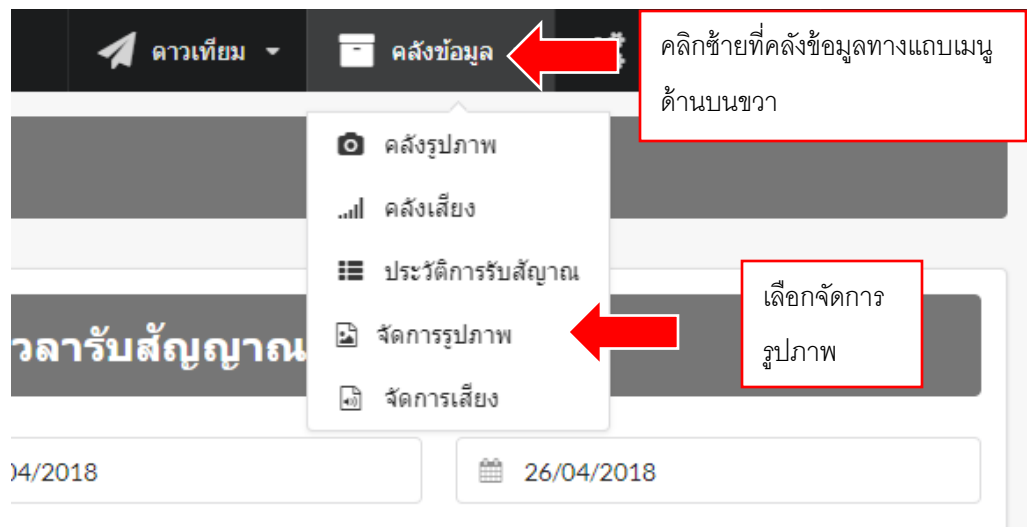 ดาวเทียม
คลังข้อมูล
คลิกซ้ายที่คลังข้อมูลทางแถบเมนู
ด้านบนขวา
คลังรูปภาพ
คลังเสียง
ประวัติการรับสัญาณ
จัดการรูปภาพ
จัดการเสียง
เลือกจัดการ
รูปภาพ
วลารับสัญญาณ
04/2018
26/04/2018